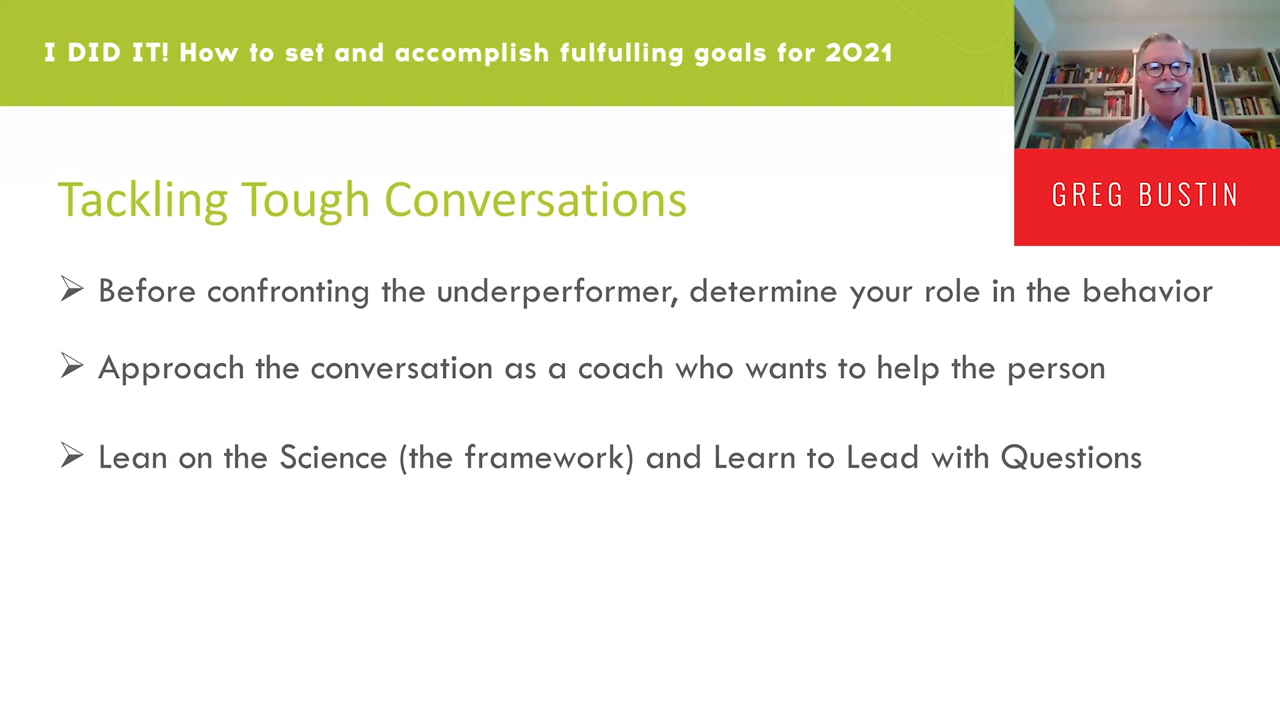 I DID IT! How to set and accomplish fulfulling goals for 2021
GREG BUSTIN
Tackling Tough Conversations
➢ Before confronting the underperformer, determine your role in the behavior
➢ Approach the conversation as a coach who wants to help the person
➢ Lean on the Science (the framework) and Learn to Lead with Questions